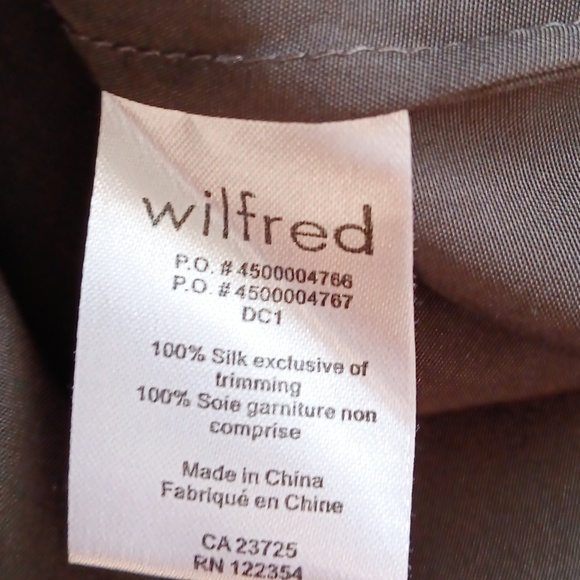 wilfred
P.O. # 4500004766
P.O. # 4500004767
DC1
100% Silk exclusive of
trimming
100% Soie garniture non
comprise
Made in China
Fabriqué en Chine
CA 23725
RN 122354